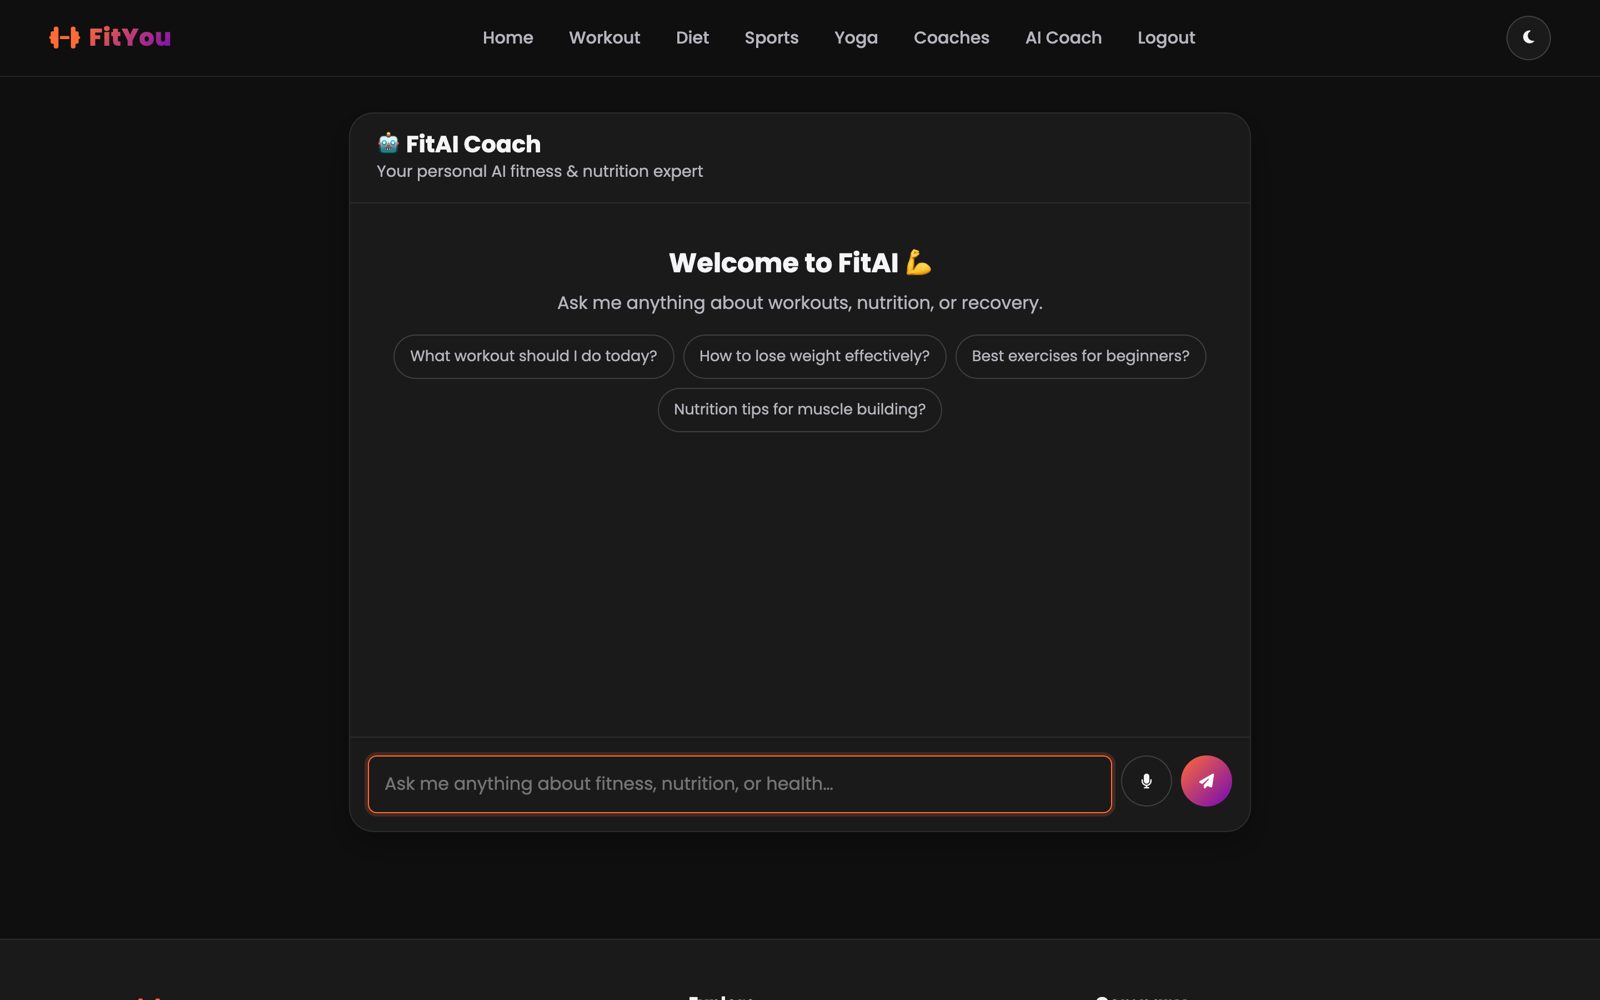 FitYou
Home Workout Diet Sports Yoga Coaches AI Coach Logout
🤖 FitAI Coach
Your personal AI fitness & nutrition expert
Welcome to FitAI 💪
Ask me anything about workouts, nutrition, or recovery.
What workout should I do today? How to lose weight effectively? Best exercises for beginners?
Nutrition tips for muscle building?
Ask me anything about fitness, nutrition, or health...